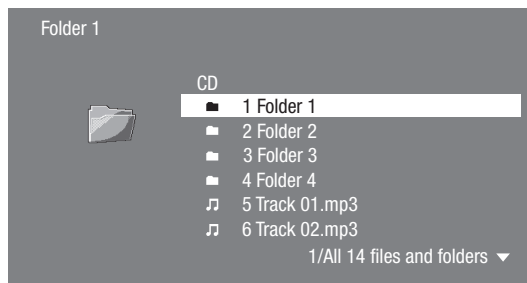 Folder 1
CD
1 Folder 1
2 Folder 2
3 Folder 3
4 Folder 4
5 Track 01.mp3
6 Track 02.mp3
1/All 14 files and folders